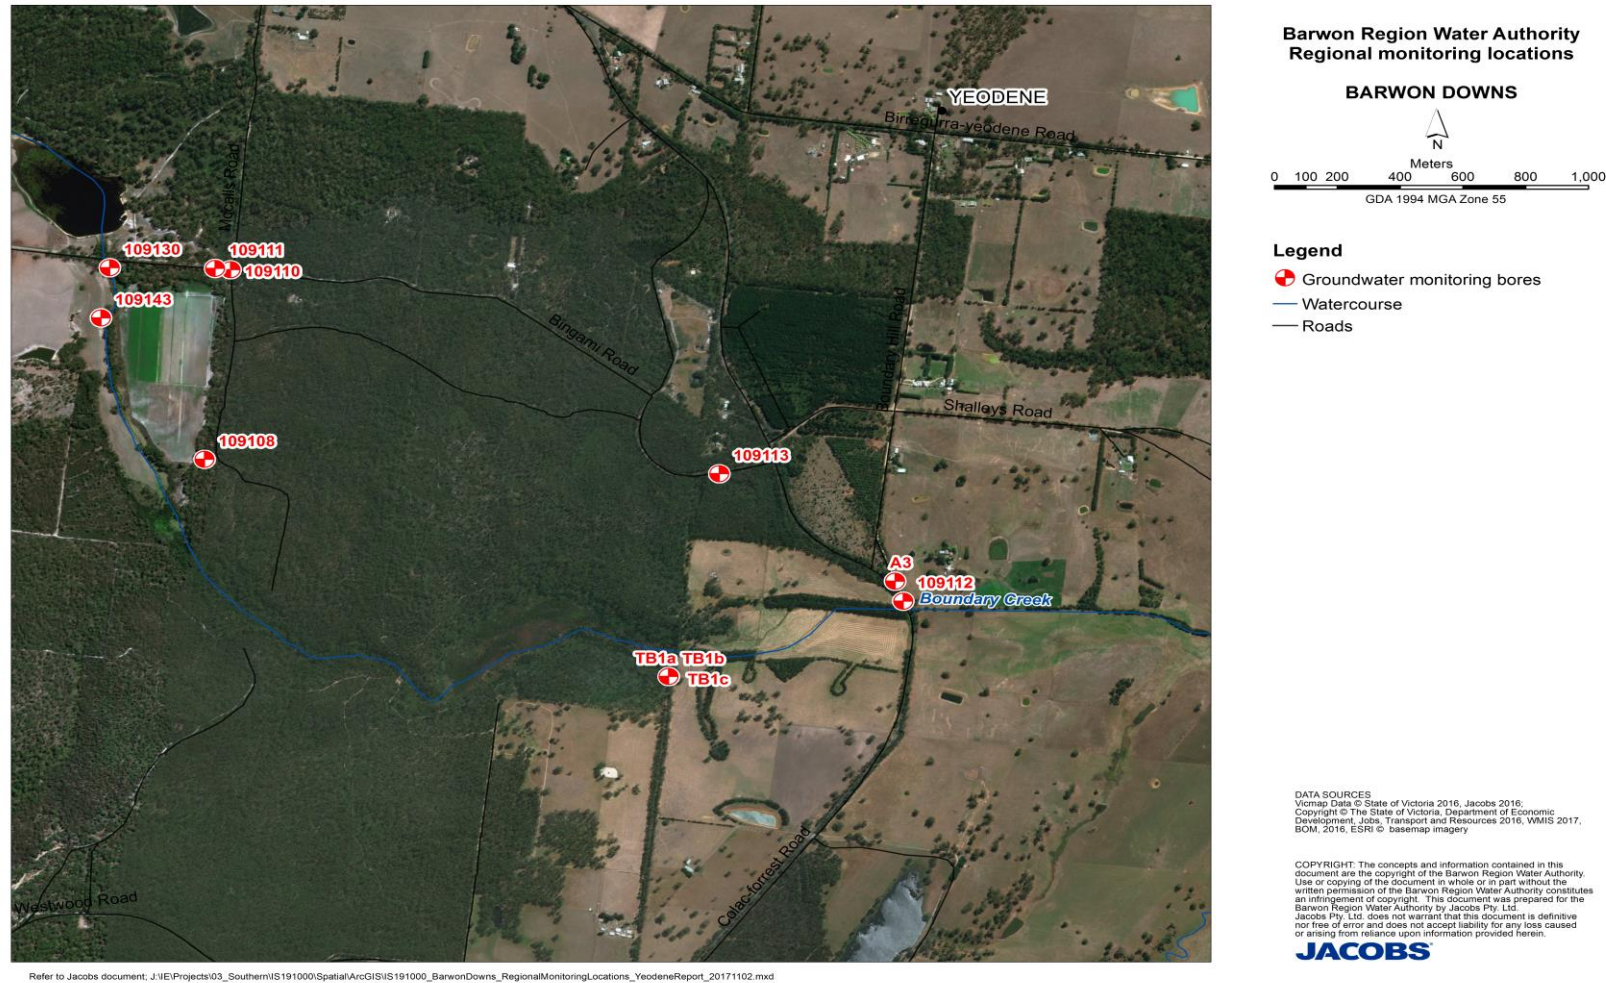 YEODENE
Birregurra-yeodene Road
Mccalls Road
109130
109111
109110
109143
Bingami Road
Boundary Hill Road
Shalleys Road
109108
109113
A3
109112
Boundary Creek
TB1a TB1b
TB1c
Colac-forrest Road
Westwood Road
Barwon Region Water Authority
Regional monitoring locations
BARWON DOWNS
N
Meters
0 100 200 400 600 800 1,000
GDA 1994 MGA Zone 55
Legend
Groundwater monitoring bores
Watercourse
Roads
DATA SOURCES
Vicmap Data © State of Victoria 2016, Jacobs 2016;
Copyright © The State of Victoria, Department of Economic
Development, Jobs, Transport and Resources 2016, WMIS 2017,
BOM, 2016, ESRI © basemap imagery
COPYRIGHT: The concepts and information contained in this
document are the copyright of the Barwon Region Water Authority.
Use or copying of the document in whole or in part without the
written permission of the Barwon Region Water Authority constitutes
an infringement of copyright. This document was prepared for the
Barwon Region Water Authority by Jacobs Pty. Ltd.
Jacobs Pty. Ltd. does not warrant that this document is definitive
nor free of error and does not accept liability for any loss caused
or arising from reliance upon information provided herein.
JACOBS
Refer to Jacobs document; J:\IE\Projects\03_Southern\IS191000\Spatial\ArcGIS\IS191000_BarwonDowns_RegionalMonitoringLocations_YeodeneReport_20171102.mxd